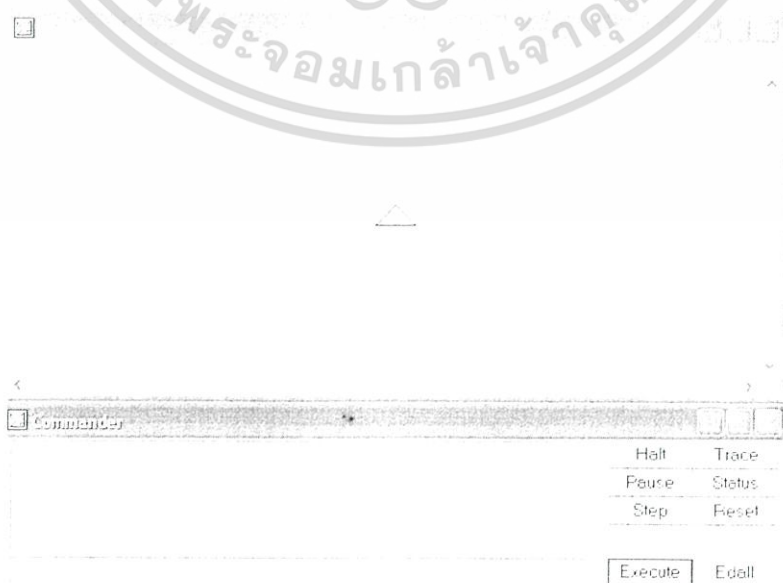 พระจอมเกล้าเจ้าคุณ
Commander
Halt Trace
Pause Status
Step Reset
Execute Edall